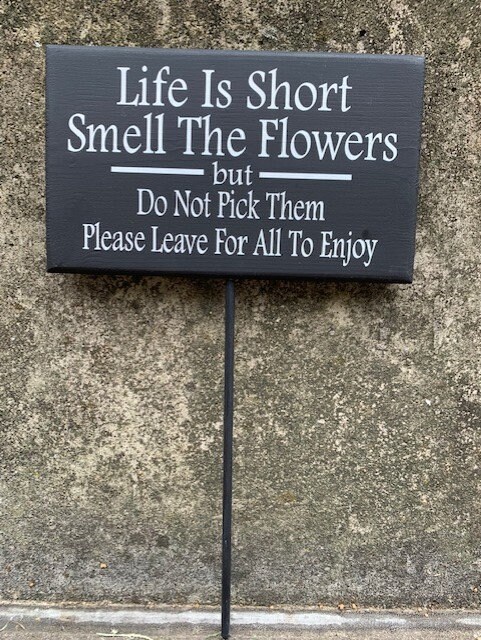 Life Is Short
Smell The Flowers
but
Do Not Pick Them
Please Leave For All To Enjoy